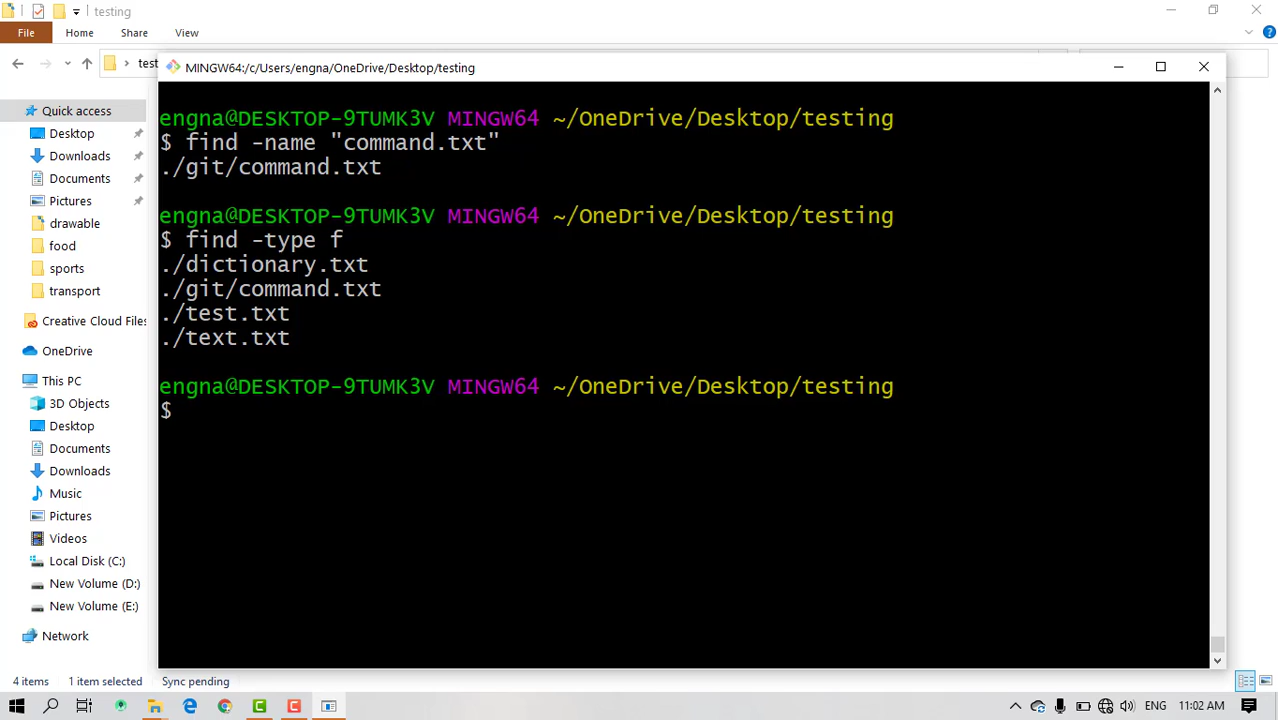 testing
File Home Share View
test
MINGW64:/c/Users/engna/OneDrive/Desktop/testing
Quick access
Desktop
Downloads
Documents
Pictures
drawable
food
sports
transport
Creative Cloud Files
OneDrive
This PC
3D Objects
Desktop
Documents
Downloads
Music
Pictures
Videos
Local Disk (C:)
New Volume (D:)
New Volume (E:)
Network
engna@DESKTOP-9TUMK3V MINGW64 ~/OneDrive/Desktop/testing
$ find -name "command.txt"
./git/command.txt
engna@DESKTOP-9TUMK3V MINGW64 ~/OneDrive/Desktop/testing
$ find -type f
./dictionary.txt
./git/command.txt
./test.txt
./text.txt
engna@DESKTOP-9TUMK3V MINGW64 ~/OneDrive/Desktop/testing
$
4 items 1 item selected Sync pending
ENG 11:02 AM